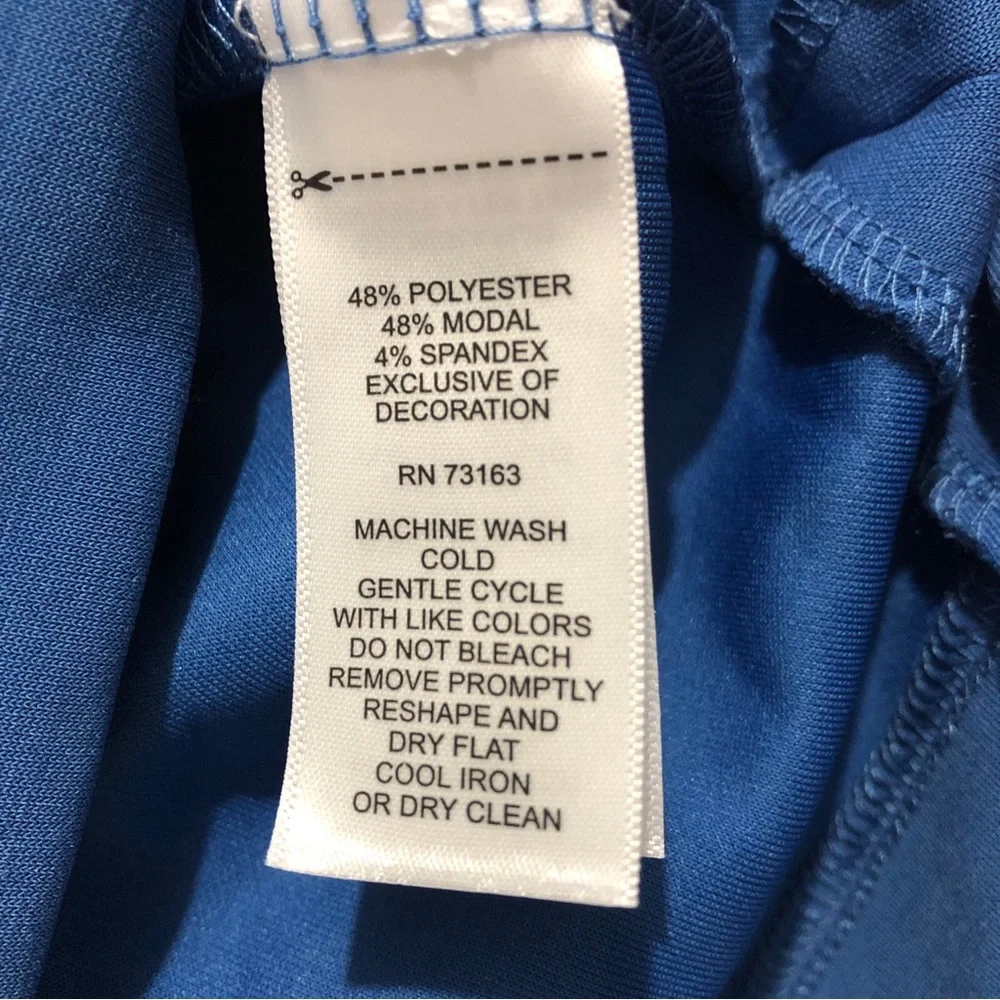 48% POLYESTER
48% MODAL
4% SPANDEX
EXCLUSIVE OF
DECORATION
RN 73163
MACHINE WASH
COLD
GENTLE CYCLE
WITH LIKE COLORS
DO NOT BLEACH
REMOVE PROMPTLY
RESHAPE AND
DRY FLAT
COOL IRON
OR DRY CLEAN